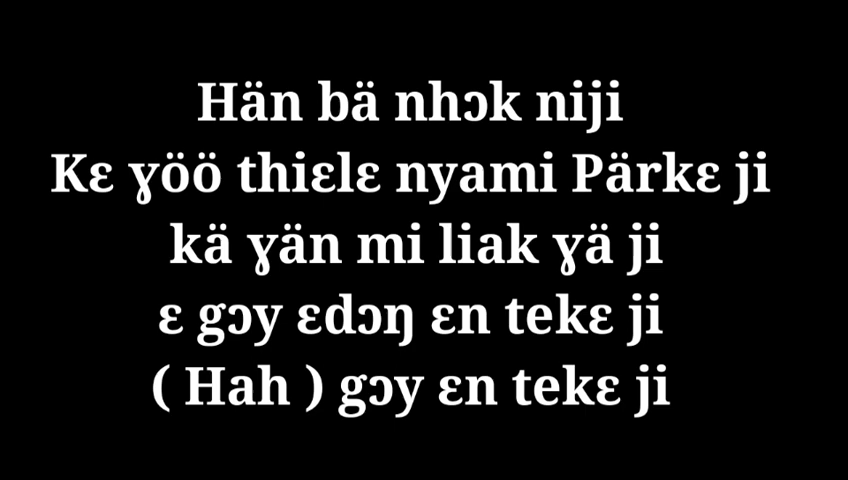 Hän bä nhɔk niji
Kɛ ɣöö thiɛlɛ nyami Pärkɛ ji
kä ɣän mi liak ɣä ji
ɛ gɔy ɛdɔŋ ɛn tekɛ ji
( Hah ) gɔy ɛn tekɛ ji